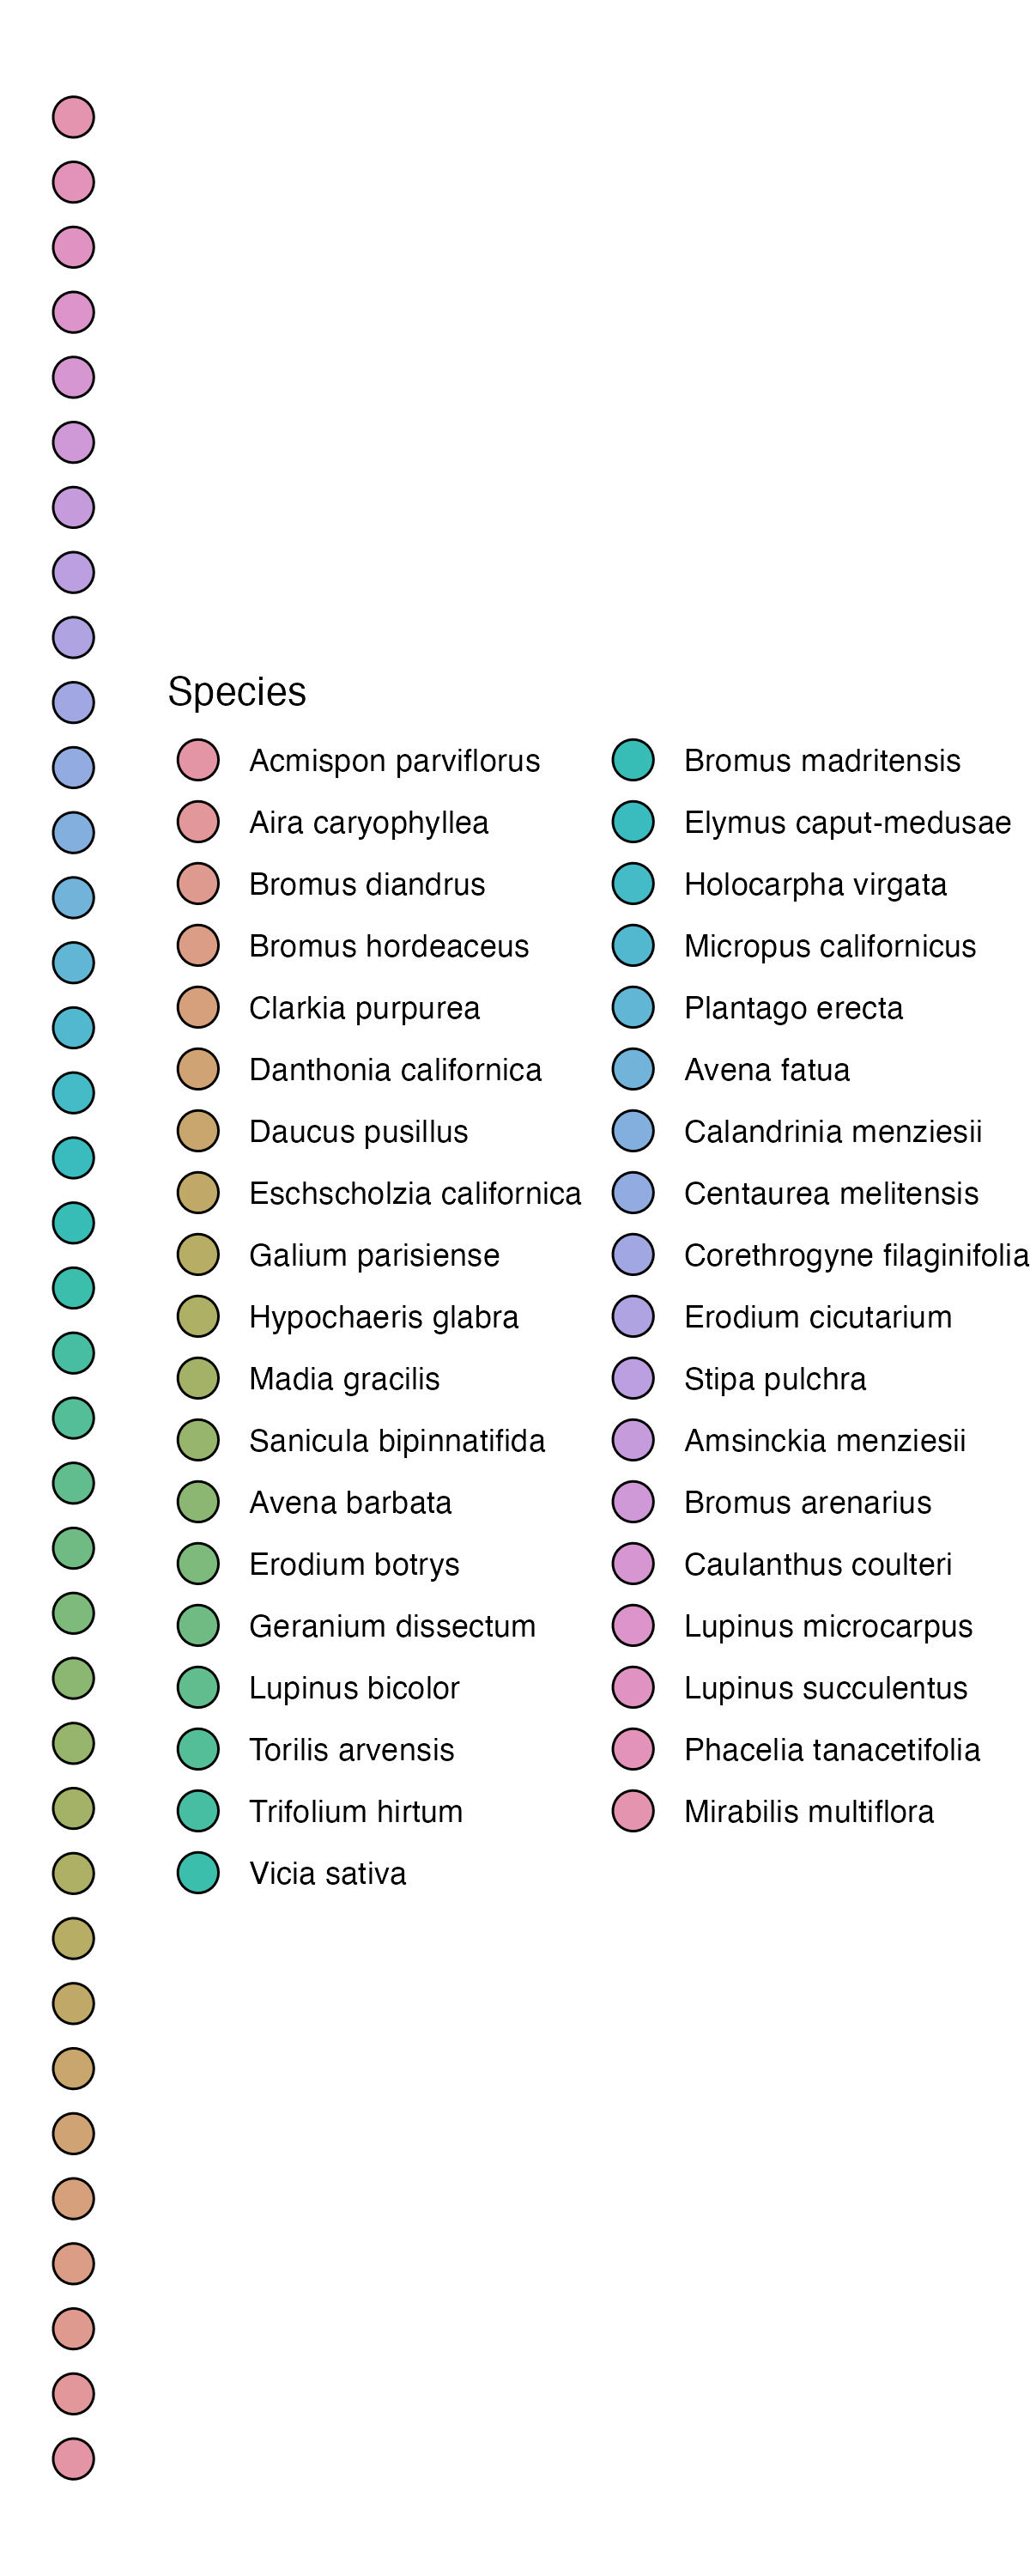 Species
Acmispon parviflorus
Aira caryophyllea
Bromus diandrus
Bromus hordeaceus
Clarkia purpurea
Danthonia californica
Daucus pusillus
Eschscholzia californica
Galium parisiense
Hypochaeris glabra
Madia gracilis
Sanicula bipinnatifida
Avena barbata
Erodium botrys
Geranium dissectum
Lupinus bicolor
Torilis arvensis
Trifolium hirtum
Vicia sativa
Bromus madritensis
Elymus caput-medusae
Holocarpha virgata
Micropus californicus
Plantago erecta
Avena fatua
Calandrinia menziesii
Centaurea melitensis
Corethrogyne filaginifolia
Erodium cicutarium
Stipa pulchra
Amsinckia menziesii
Bromus arenarius
Caulanthus coulteri
Lupinus microcarpus
Lupinus succulentus
Phacelia tanacetifolia
Mirabilis multiflora